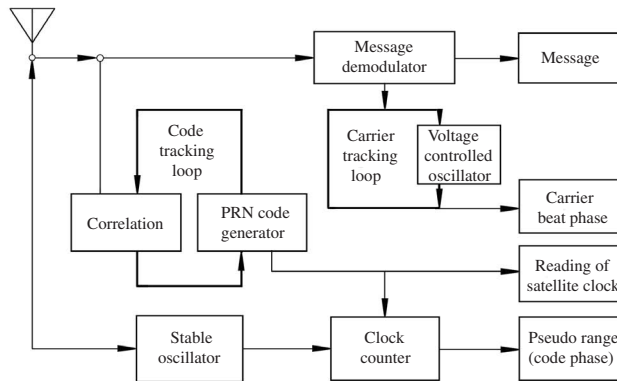 Message
demodulator
Message
Code
tracking
loop
Carrier
tracking
loop
Voltage
controlled
oscillator
Correlation
PRN code
generator
Carrier
beat phase
Reading of
satellite clock
Stable
oscillator
Clock
counter
Pseudo range
(code phase)